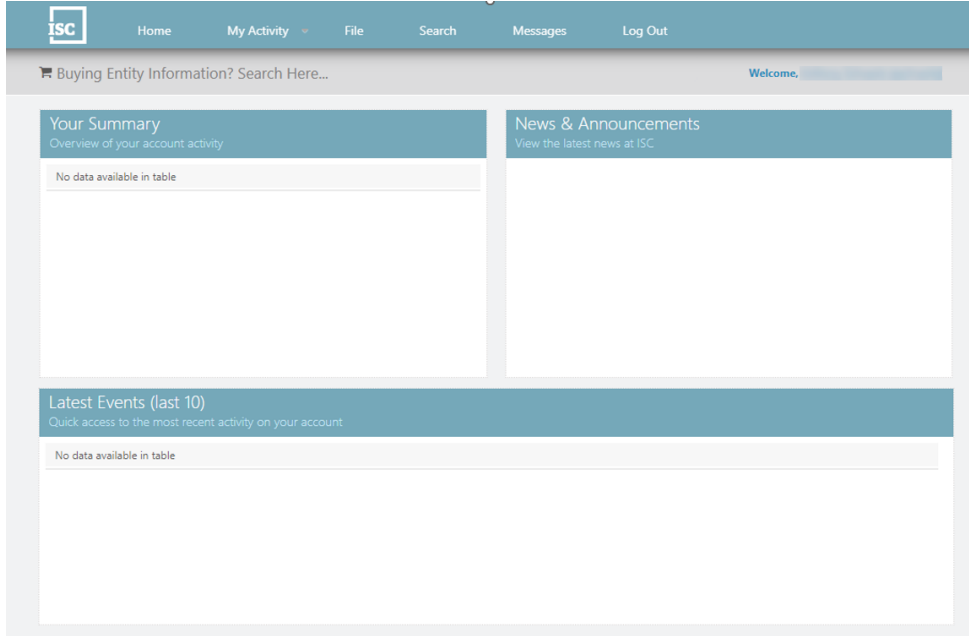 ISC
Home My Activity File Search Messages Log Out
Buying Entity Information? Search Here...
Welcome,
Your Summary
Overview of your account activity
No data available in table
News & Announcements
View the latest news at ISC
Latest Events (last 10)
Quick access to the most recent activity on your account
No data available in table